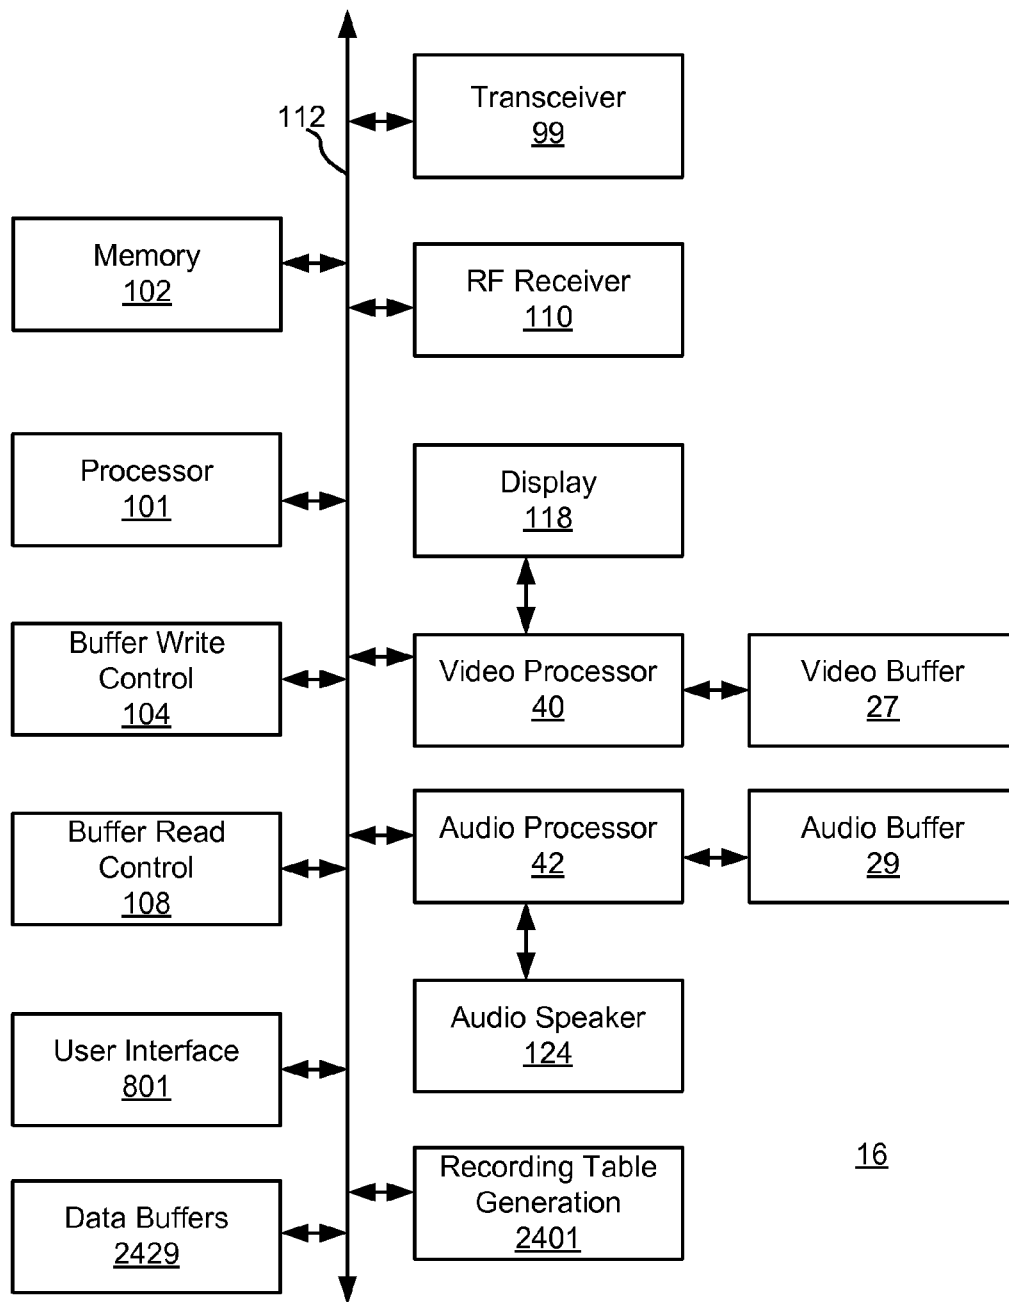 Transceiver
99
112
Memory
102
RF Receiver
110
Processor
101
Display
118
Buffer Write
Control
104
Video Processor
40
Video Buffer
27
Buffer Read
Control
108
Audio Processor
42
Audio Buffer
29
User Interface
801
Audio Speaker
124
Data Buffers
2429
Recording Table
Generation
2401
16